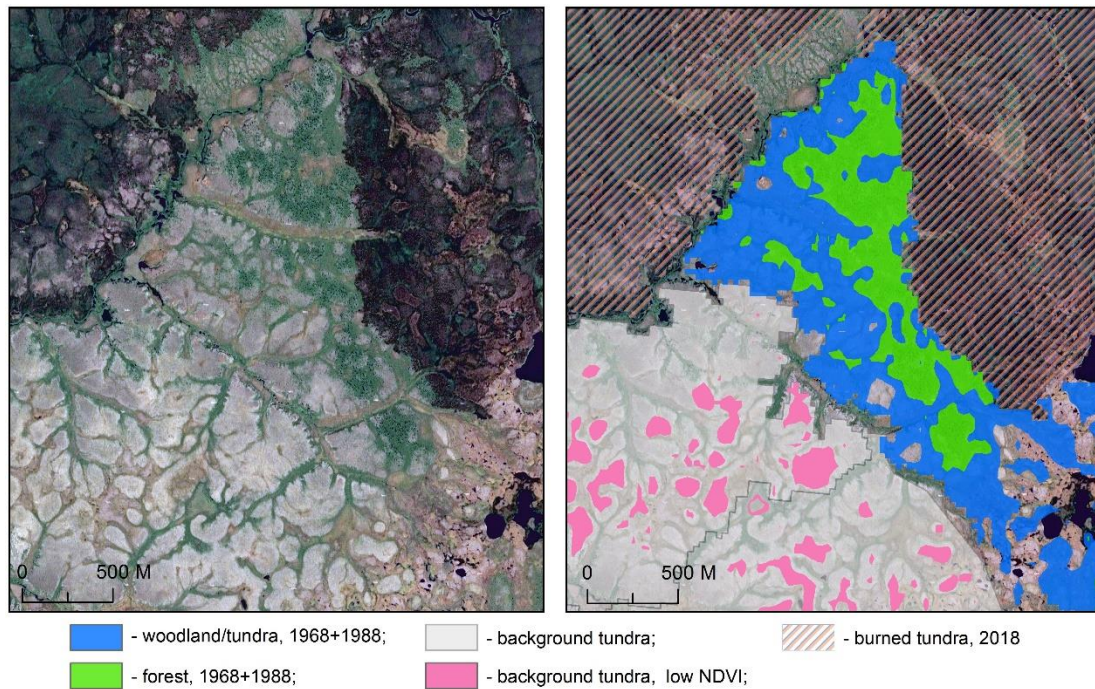 0 500 M
0 500 M
- woodland/tundra, 1968+1988;
- background tundra;
- burned tundra, 2018
- forest, 1968+1988;
- background tundra, low NDVI;